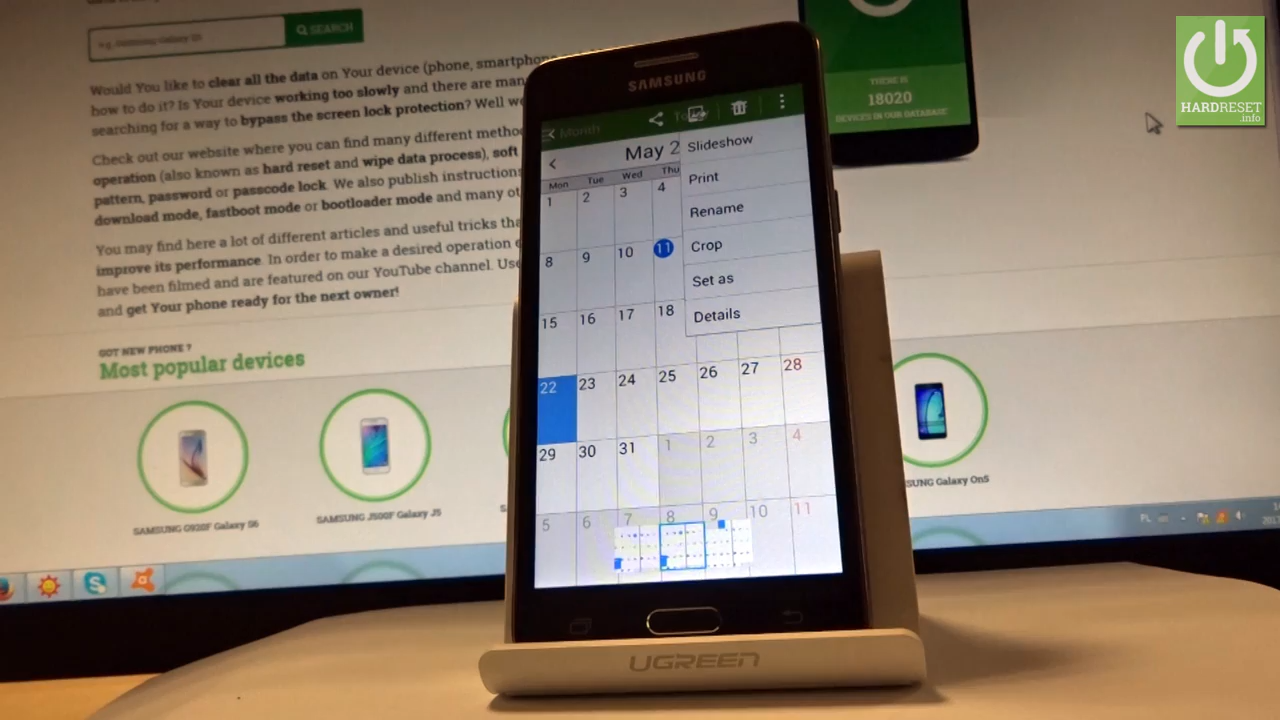 SEARCH
Would You like to clear all the data on Your device (phone, smartphone
how to do it? Is Your device working too slowly and there are man
searching for a way to bypass the screen lock protection? Well we
Check out our website where you can find many different metho
operation (also known as hard reset and wipe data process), soft
pattern, password or passcode lock. We also publish instruction
download mode, fastboot mode or bootloader mode and many ot
You may find here a lot of different articles and useful tricks tha
improve its performance. In order to make a desired operation
have been filmed and are featured on our YouTube channel. Use
and get Your phone ready for the next owner!
GOT NEW PHONE ?
Most popular devices
SAMSUNG G920F Galaxy S6
SAMSUNG J500F Galaxy J5
SUNG Galaxy On5
THERE IS
18020
DEVICES IN OUR DATABASE
HARDRESET
.info
PL
SAMSUNG
Month
May 2
Mon Tue Wed Thu
1 2 3 4
8 9 10 11
15 16 17 18
22 23 24 25 26 27 28
29 30 31 1 2 3 4
5 6 7 8 9 10 11
Slideshow
Print
Rename
Crop
Set as
Details
UGREEN